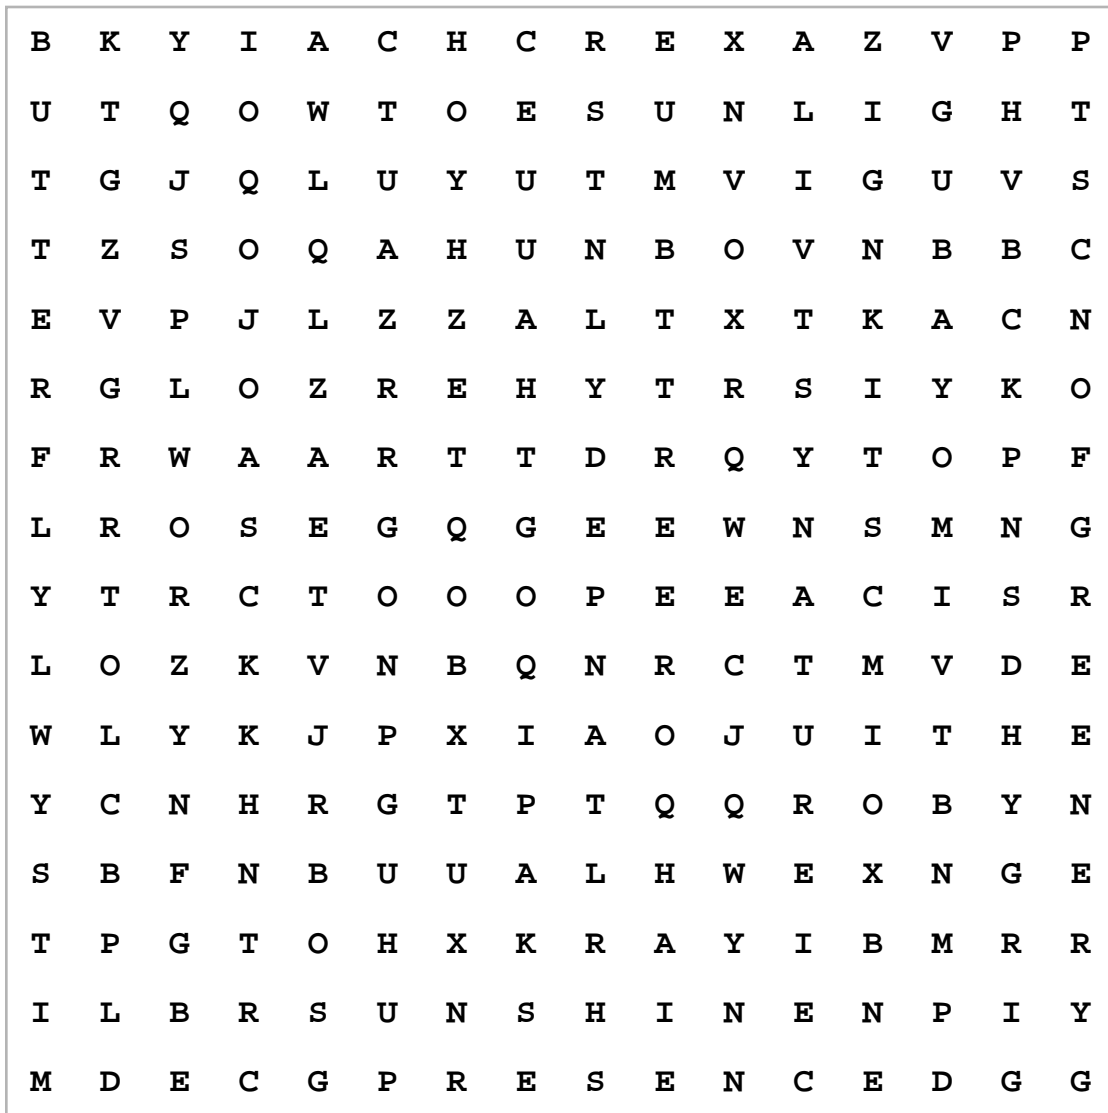 B K Y I A C H C R E X A Z V P P
U T Q O W T O E S U N L I G H T
T G J Q L U Y U T M V I G U V S
T Z S O Q A H U N B O V N B B C
E V P J L Z Z A L T X T K A C N
R G L O Z R E H Y T R S I Y K O
F R W A A R T T D R Q Y T O P F
L R O S E G Q G E E W N S M N G
Y T R C T O O O P E E A C I S R
L O Z K V N B Q N R C T M V D E
W L Y K J P X I A O J U I T H E
Y C N H R G T P T Q Q R O B Y N
S B F N B U U A L H W E X N G E
T P G T O H X K R A Y I B M R R
I L B R S U N S H I N E N P I Y
M D E C G P R E S E N C E D G G